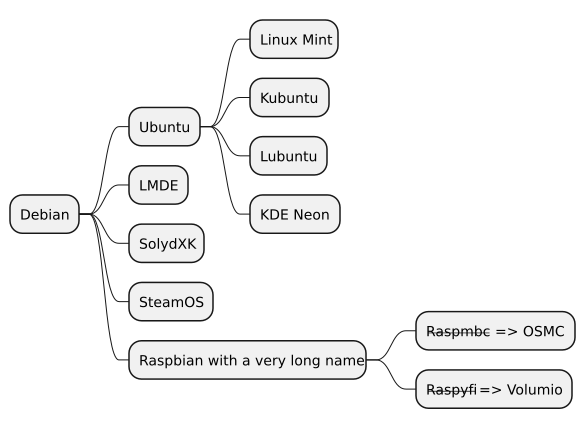 Debian
Ubuntu
Linux Mint
Kubuntu
Lubuntu
KDE Neon
LMDE
SolydXK
SteamOS
Raspbian with a very long name
Raspmbc => OSMC
Raspyfi => Volumio